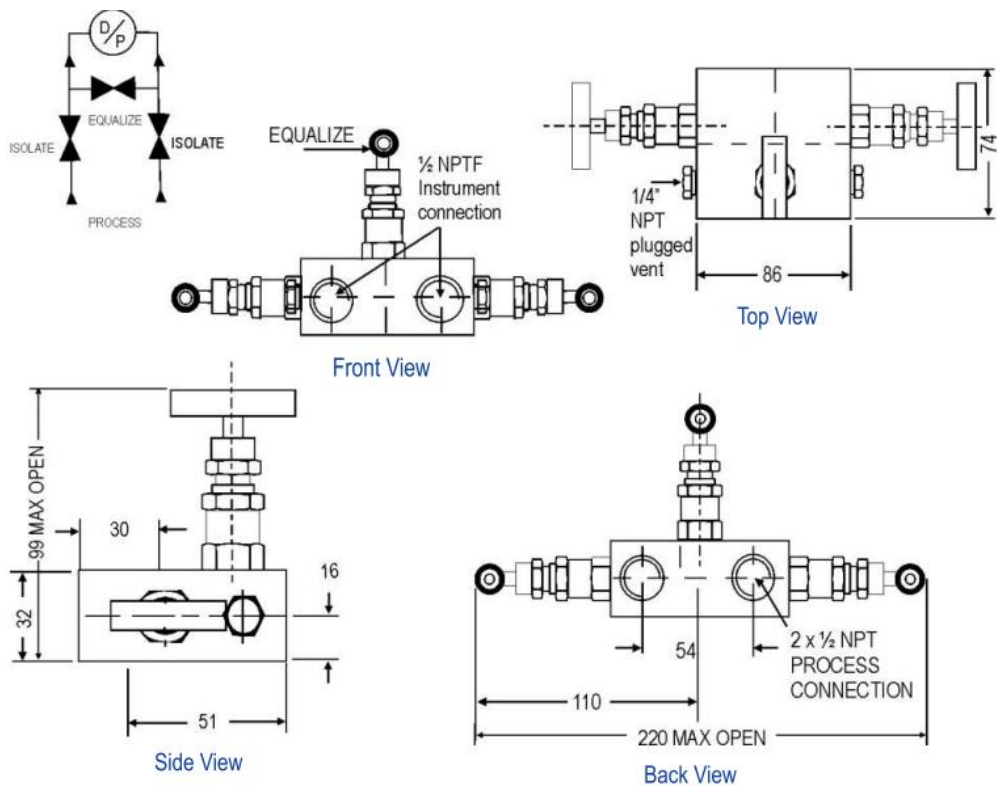 D/P
EQUALIZE
ISOLATE
ISOLATE
PROCESS
EQUALIZE
½ NPTF
Instrument
connection
Front View
74
1/4"
NPT
plugged
vent
86
Top View
99 MAX OPEN
30
32
16
51
Side View
54
2 x ½ NPT
PROCESS
CONNECTION
110
220 MAX OPEN
Back View